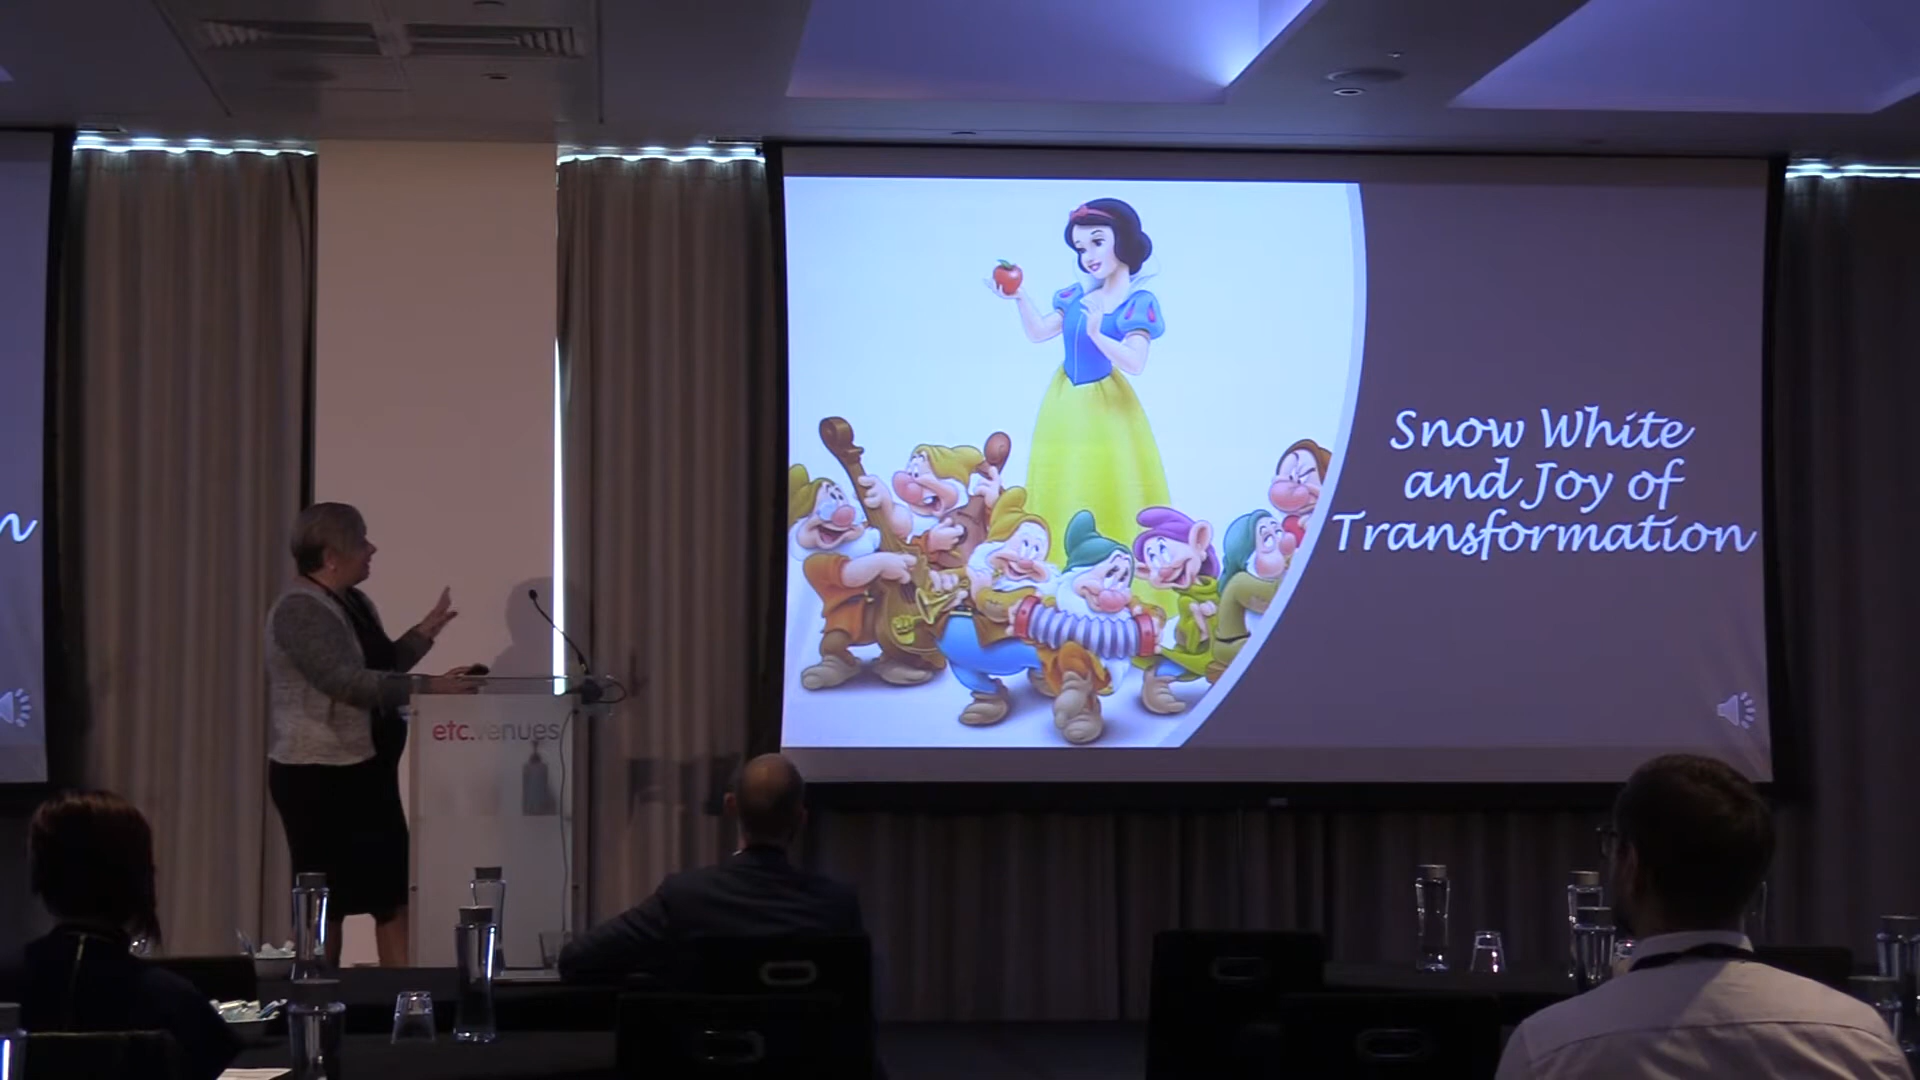 Snow White
and Joy of
Transformation
etc.venues
n